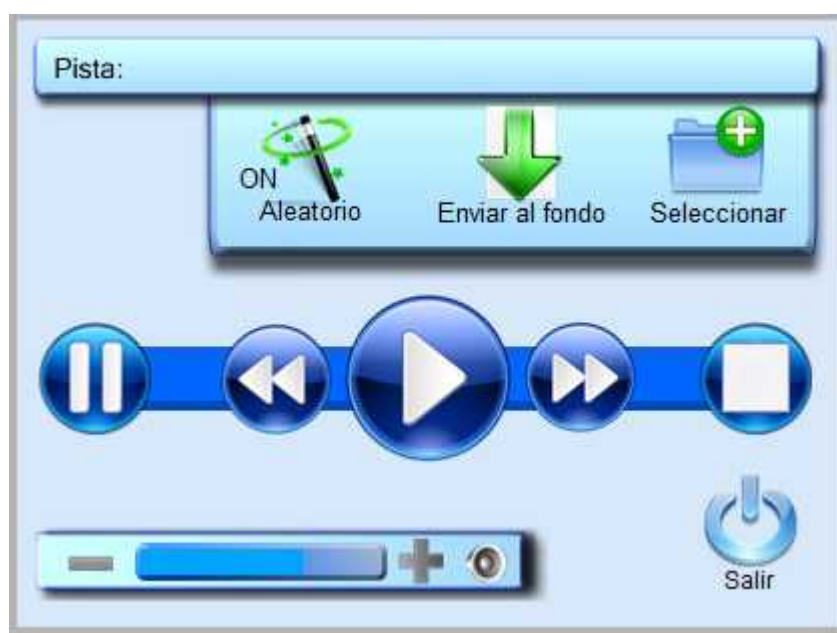 Pista:
ON
Aleatorio
Enviar al fondo
Seleccionar
Salir